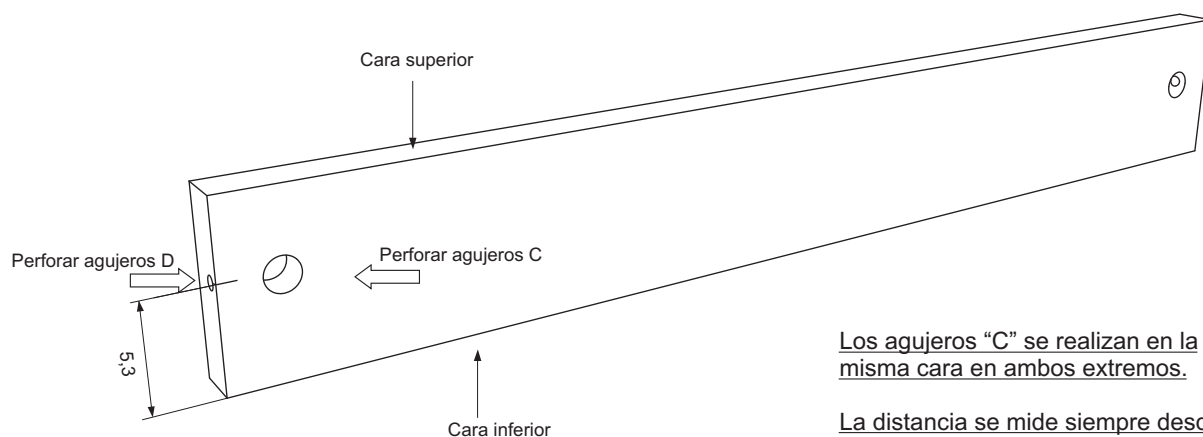 Cara superior
Perforar agujeros D
Perforar agujeros C
5,3
Los agujeros “C” se realizan en la
misma cara en ambos extremos.
La distancia se mide siempre
Cara inferior